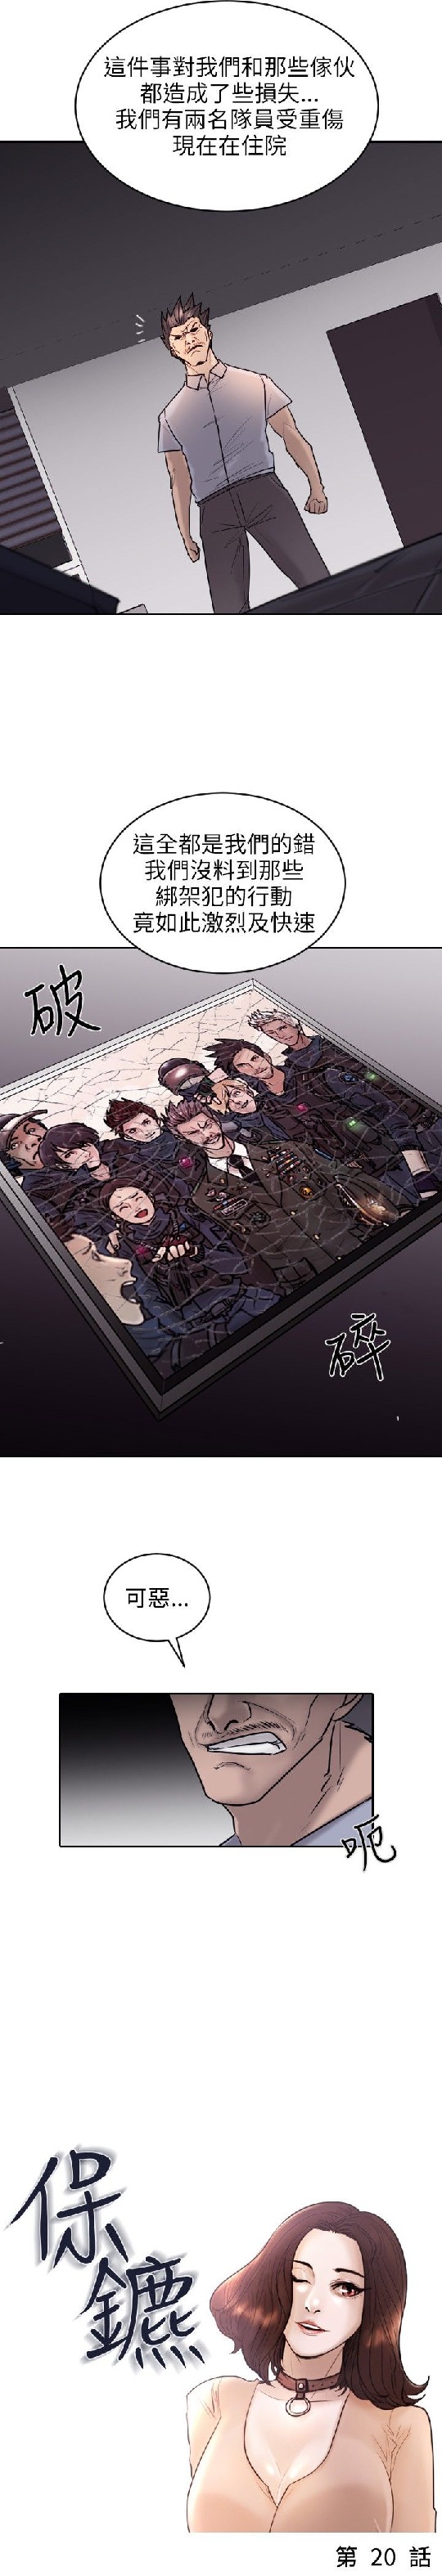 這件事對我們和那些傢伙
都造成了些損失...
我們有兩名隊員受重傷
現在在住院
這全都是我們的錯
我們沒料到那些
綁架犯的行動
竟如此激烈及快速
破
碎
可惡...
呃
保
鑣
第 20 話